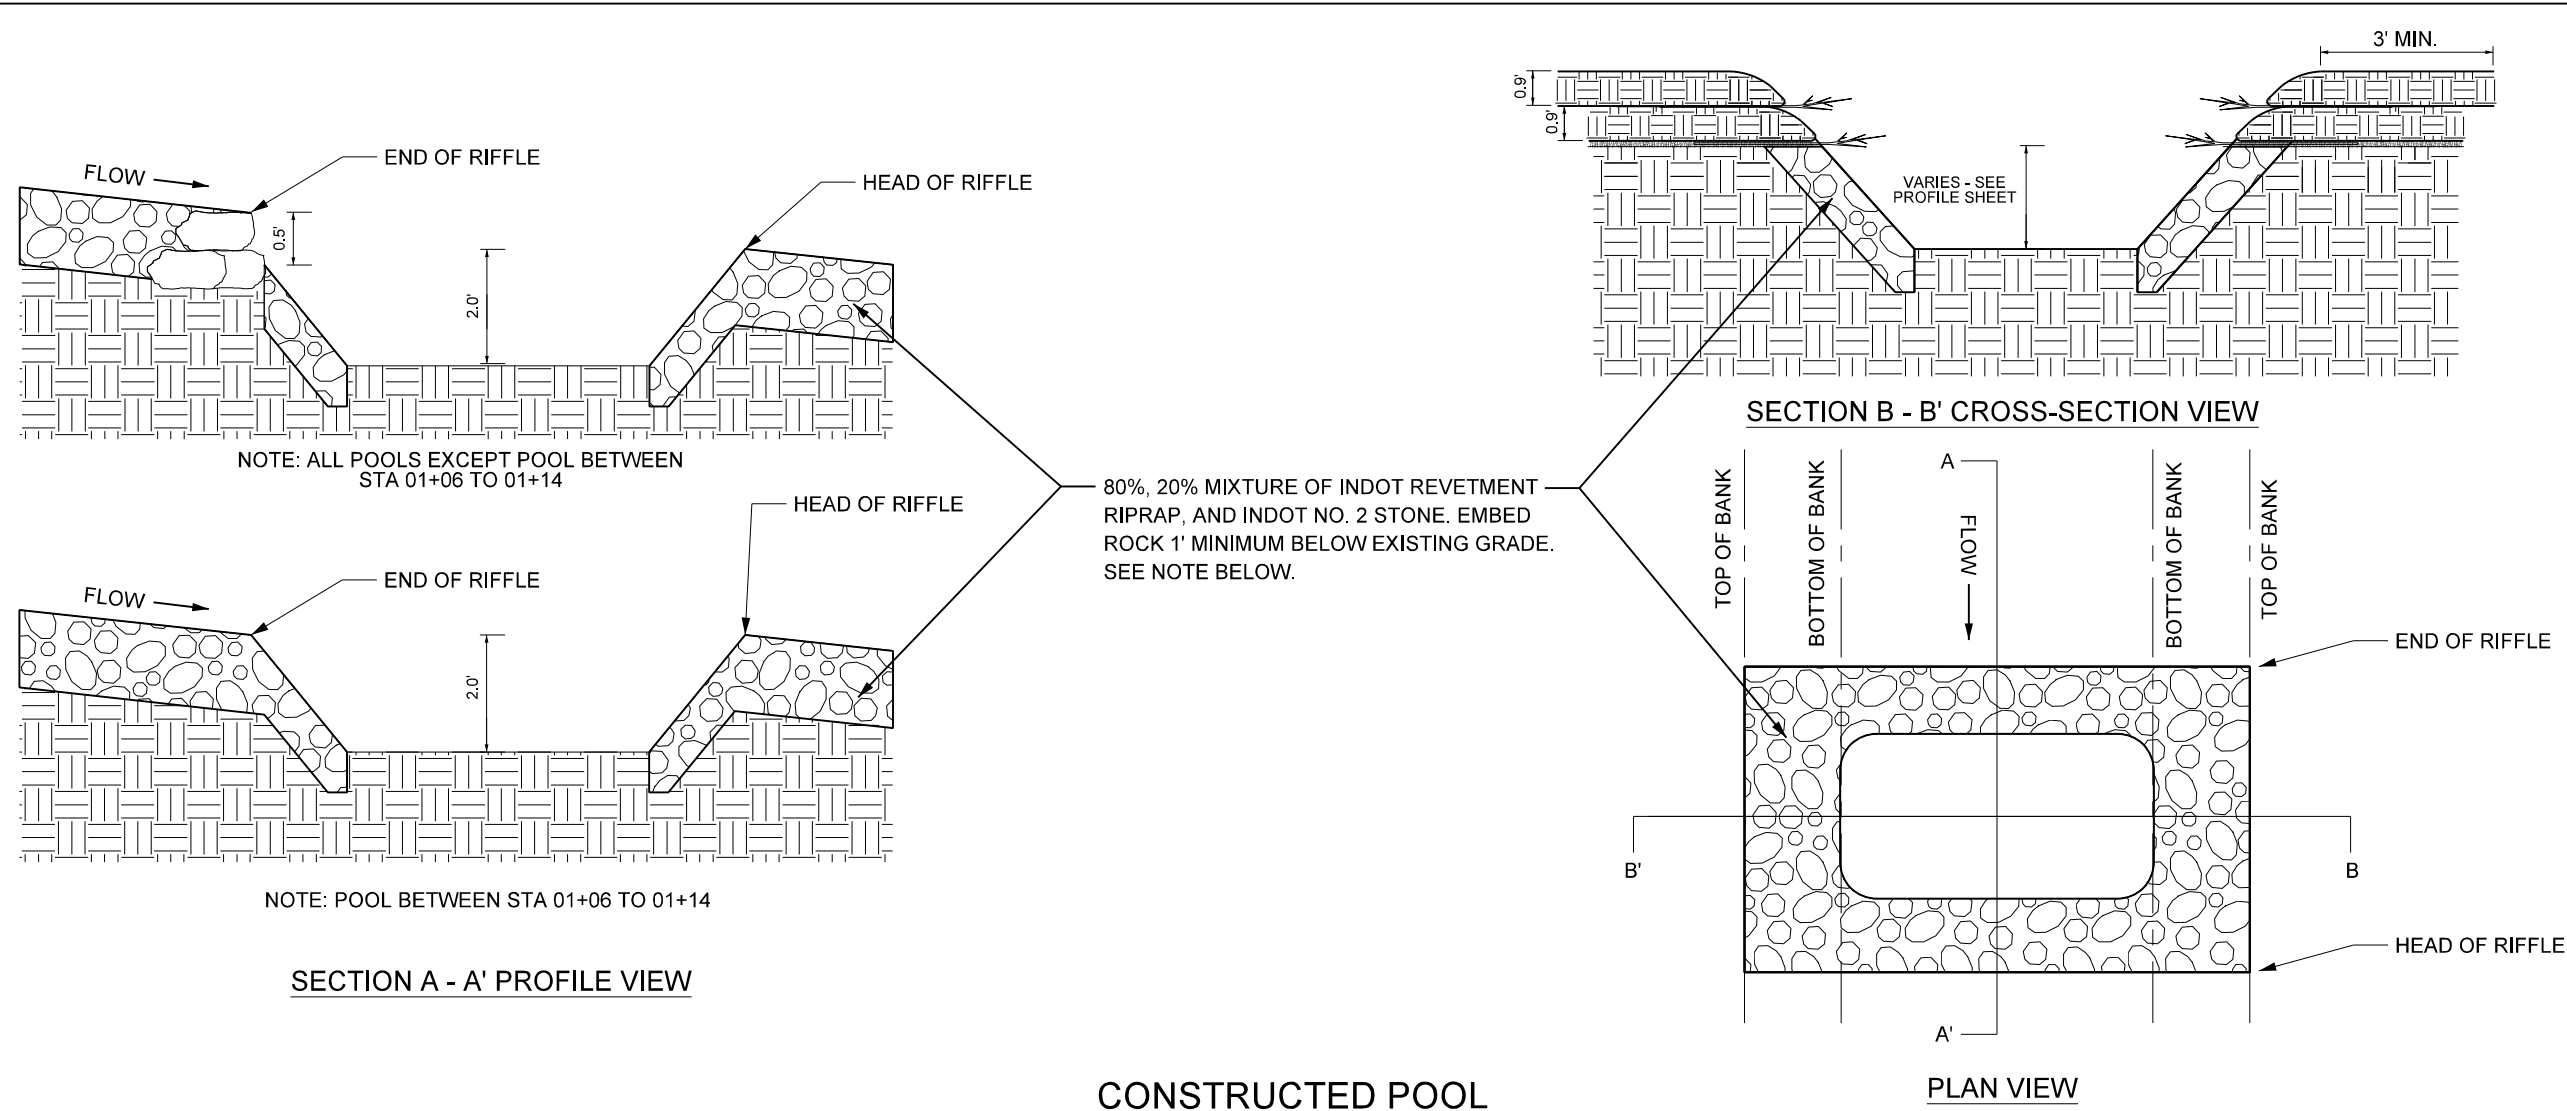 FLOW
END OF RIFFLE
HEAD OF RIFFLE
0.5'
2.0'
NOTE: ALL POOLS EXCEPT POOL BETWEEN
STA 01+06 TO 01+14
FLOW
END OF RIFFLE
HEAD OF RIFFLE
2.0'
NOTE: POOL BETWEEN STA 01+06 TO 01+14
SECTION A - A' PROFILE VIEW
80%, 20% MIXTURE OF INDOT REVETMENT
RIPRAP, AND INDOT NO. 2 STONE. EMBED
ROCK 1' MINIMUM BELOW EXISTING GRADE.
SEE NOTE BELOW.
3' MIN.
0.9'
0.9'
VARIES - SEE
PROFILE SHEET
SECTION B - B' CROSS-SECTION VIEW
TOP OF BANK
BOTTOM OF BANK
A
FLOW
BOTTOM OF BANK
TOP OF BANK
END OF RIFFLE
B'
B
HEAD OF RIFFLE
A'
PLAN VIEW
CONSTRUCTED POOL